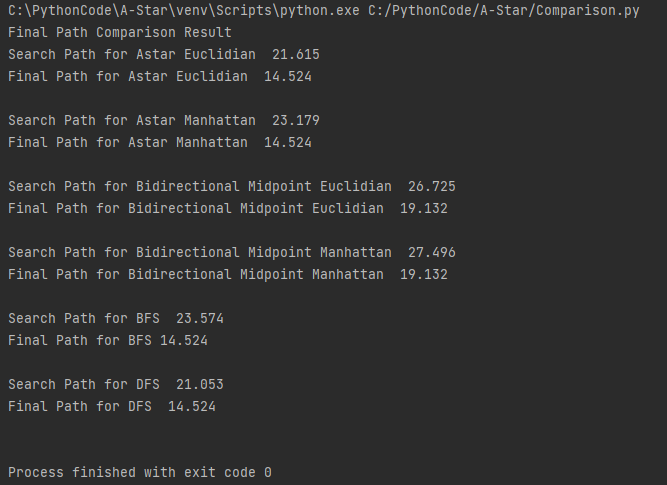 C:\PythonCode\A-Star\venv\Scripts\python.exe C:/PythonCode/A-Star/Comparison.py
Final Path Comparison Result
Search Path for Astar Euclidian  21.615
Final Path for Astar Euclidian  14.524
Search Path for Astar Manhattan  23.179
Final Path for Astar Manhattan  14.524
Search Path for Bidirectional Midpoint Euclidian  26.725
Final Path for Bidirectional Midpoint Euclidian  19.132
Search Path for Bidirectional Midpoint Manhattan  27.496
Final Path for Bidirectional Midpoint Manhattan  19.132
Search Path for BFS  23.574
Final Path for BFS 14.524
Search Path for DFS  21.053
Final Path for DFS  14.524
Process finished with exit code 0